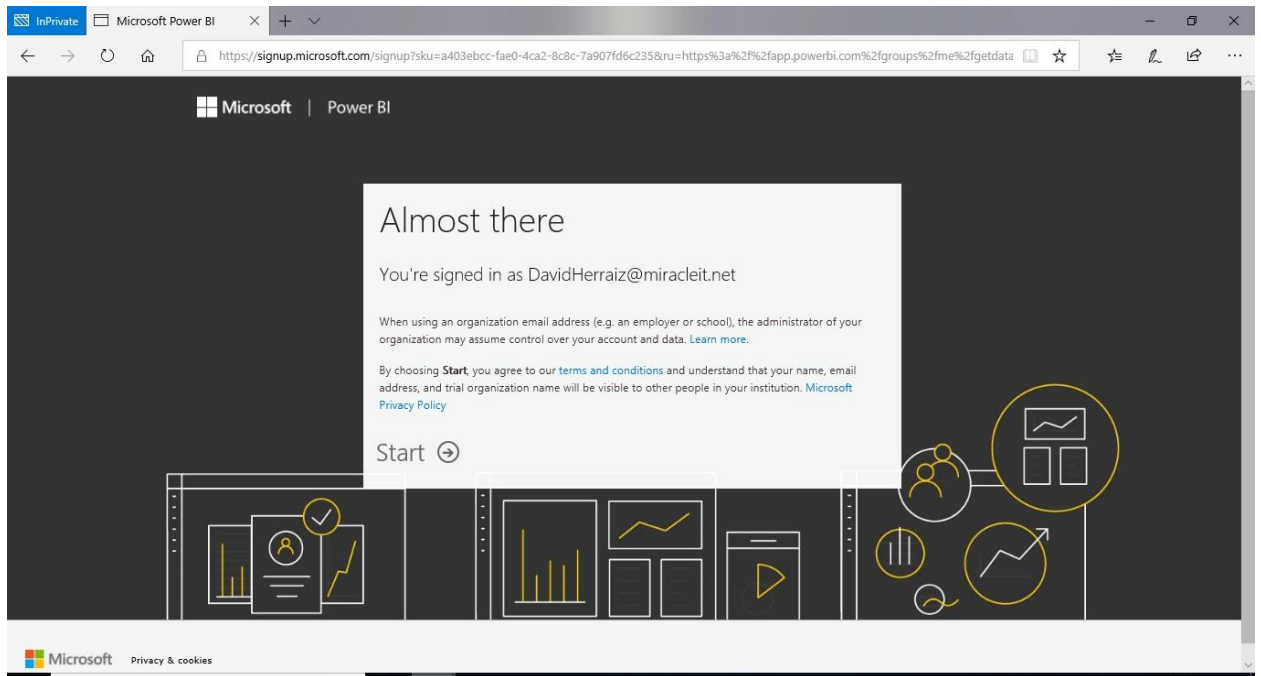 InPrivate Microsoft Power BI
https://signup.microsoft.com/signup?sku=a403ebcc-fae0-4ca2-8c8c-7a907fd6c235&ru=https%3a%2f%2fapp.powerbi.com%2fgroups%2fme%2fgetdata
Microsoft | Power BI
Almost there
You're signed in as DavidHerraiz@miracleit.net
When using an organization email address (e.g. an employer or school), the administrator of your
organization may assume control over your account and data. Learn more.
By choosing Start, you agree to our terms and conditions and understand that your name, email
address, and trial organization name will be visible to other people in your institution. Microsoft
Privacy Policy
Start
Microsoft Privacy & cookies